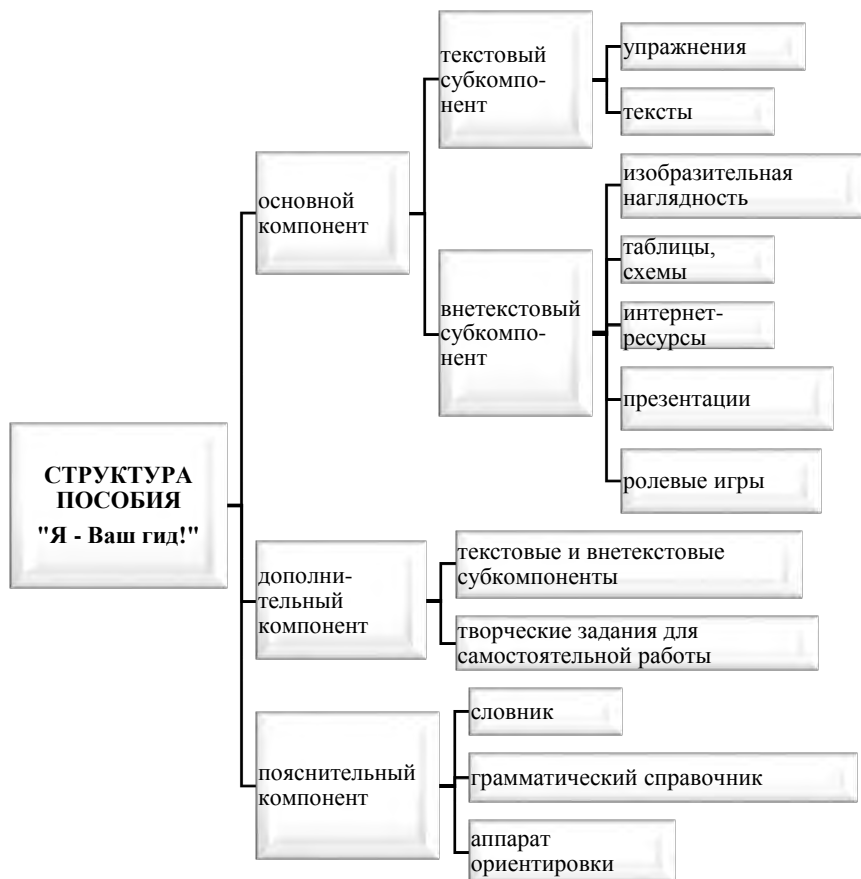 СТРУКТУРА
ПОСОБИЯ
"Я - Ваш гид!"
основной
компонент
текстовый
субкомпо-
нент
упражнения
тексты
внетекстовый
субкомпо-
нент
изобразительная
наглядность
таблицы,
схемы
интернет-
ресурсы
презентации
ролевые игры
дополни-
тельный
компонент
текстовые и внетекстовые
субкомпоненты
творческие задания для
самостоятельной работы
пояснительный
компонент
словник
грамматический справочник
аппарат
ориентировки